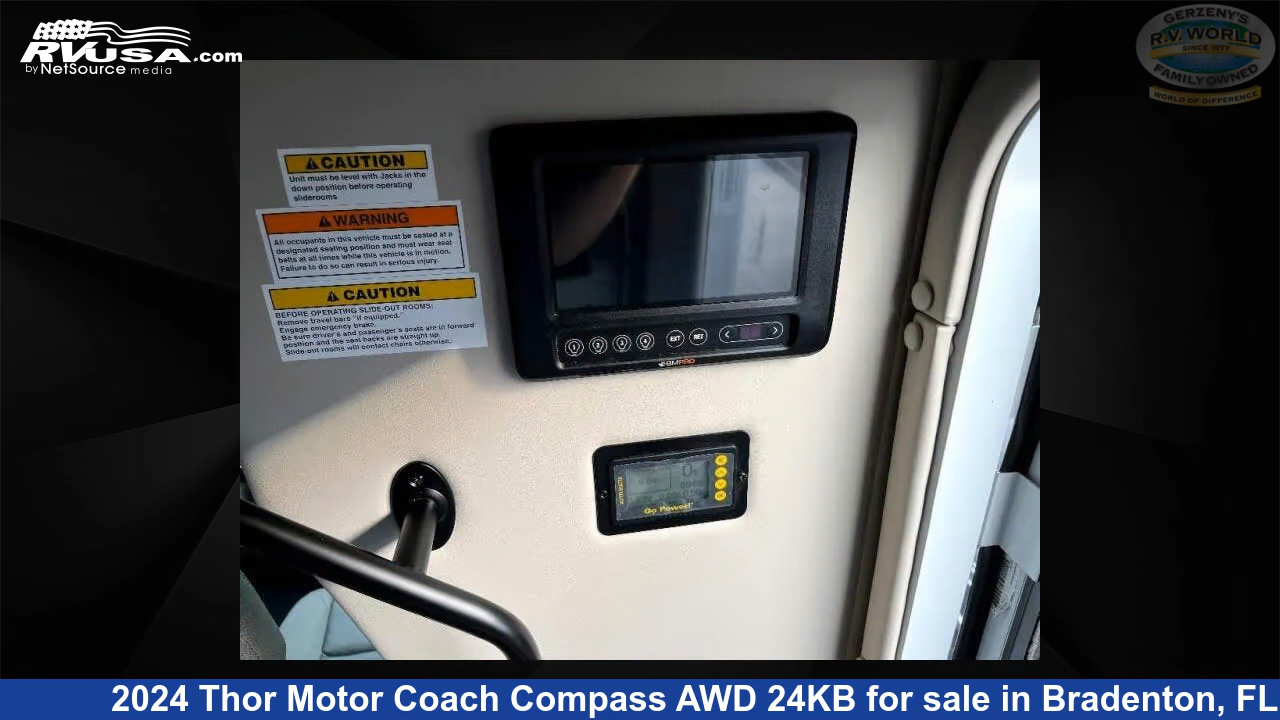 RVUSA.com
by NetSource media
GERZENY'S
R.V. WORLD
SINCE 1977
FAMILY OWNED
WORLD OF DIFFERENCE
CAUTION
Unit must be level with Jacks in the
down position before operating
sliderooms
WARNING
All occupants in this vehicle must be seated at a
designated seating position and must wear seat
belts at all times while this vehicle is in motion.
Failure to do so can result in serious injury.
CAUTION
BEFORE OPERATING SLIDE-OUT ROOMS:
Remove travel bars "if equipped."
Engage emergency brake.
Be sure driver's and passenger's seats are in forward
position and the seat backs are straight up.
Slide-out rooms will contact chairs otherwise.
1 2 3 4 EXT RET
BMPRO
Go Power!
2024 Thor Motor Coach Compass AWD 24KB for sale in Bradenton, FL